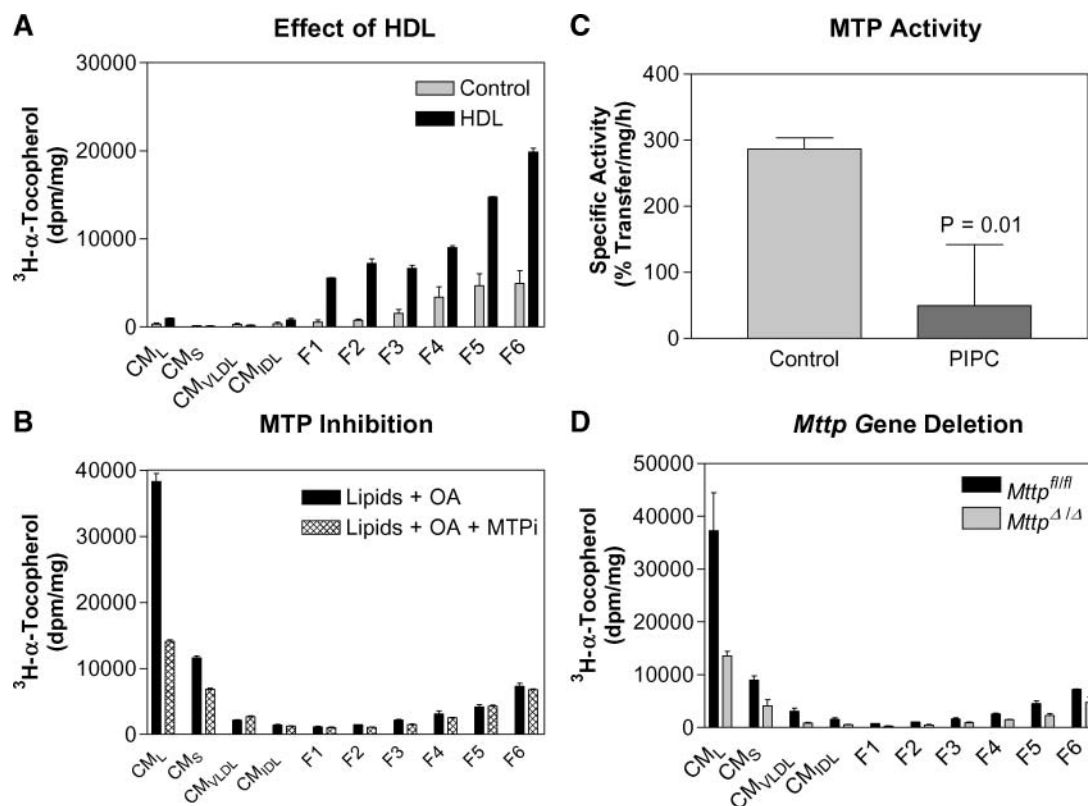 A
Effect of HDL
³H-α-Tocopherol
(dpm/mg)
30000
20000
10000
0
Control
HDL
CM_L
CM_S
CM_VLDL
CM_IDL
F1
F2
F3
F4
F5
F6
C
MTP Activity
Specific Activity
(% Transfer/mg/h)
400
300
200
100
0
P = 0.01
Control
PIPC
B
MTP Inhibition
³H-α-Tocopherol
(dpm/mg)
40000
30000
20000
10000
0
Lipids + OA
Lipids + OA + MTPi
CM_L
CM_S
CM_VLDL
CM_IDL
F1
F2
F3
F4
F5
F6
D
Mttp Gene Deletion
³H-α-Tocopherol
(dpm/mg)
50000
40000
30000
20000
10000
0
Mttp^fl/fl
Mttp^Δ/Δ
CM_L
CM_S
CM_VLDL
CM_IDL
F1
F2
F3
F4
F5
F6